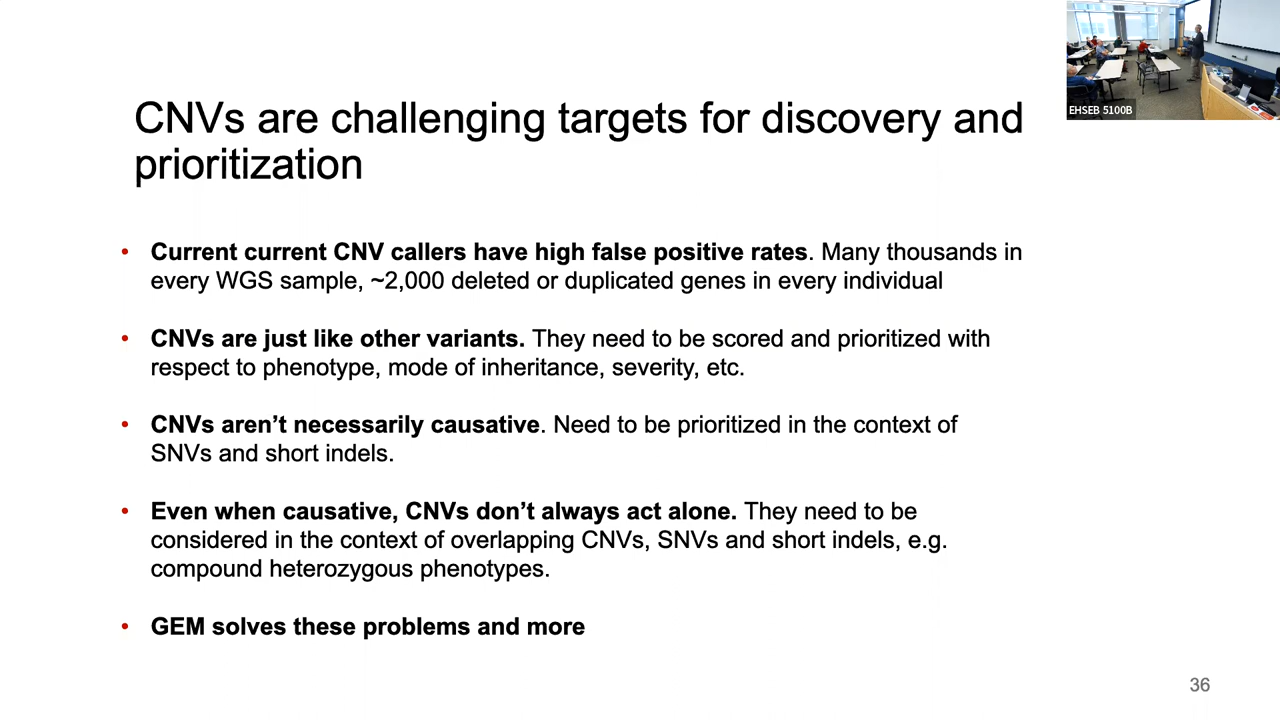 EHSEB 5100B
CNVs are challenging targets for discovery and
prioritization
• Current current CNV callers have high false positive rates. Many thousands in
every WGS sample, ~2,000 deleted or duplicated genes in every individual
• CNVs are just like other variants. They need to be scored and prioritized with
respect to phenotype, mode of inheritance, severity, etc.
• CNVs aren’t necessarily causative. Need to be prioritized in the context of
SNVs and short indels.
• Even when causative, CNVs don’t always act alone. They need to be
considered in the context of overlapping CNVs, SNVs and short indels, e.g.
compound heterozygous phenotypes.
• GEM solves these problems and more
36